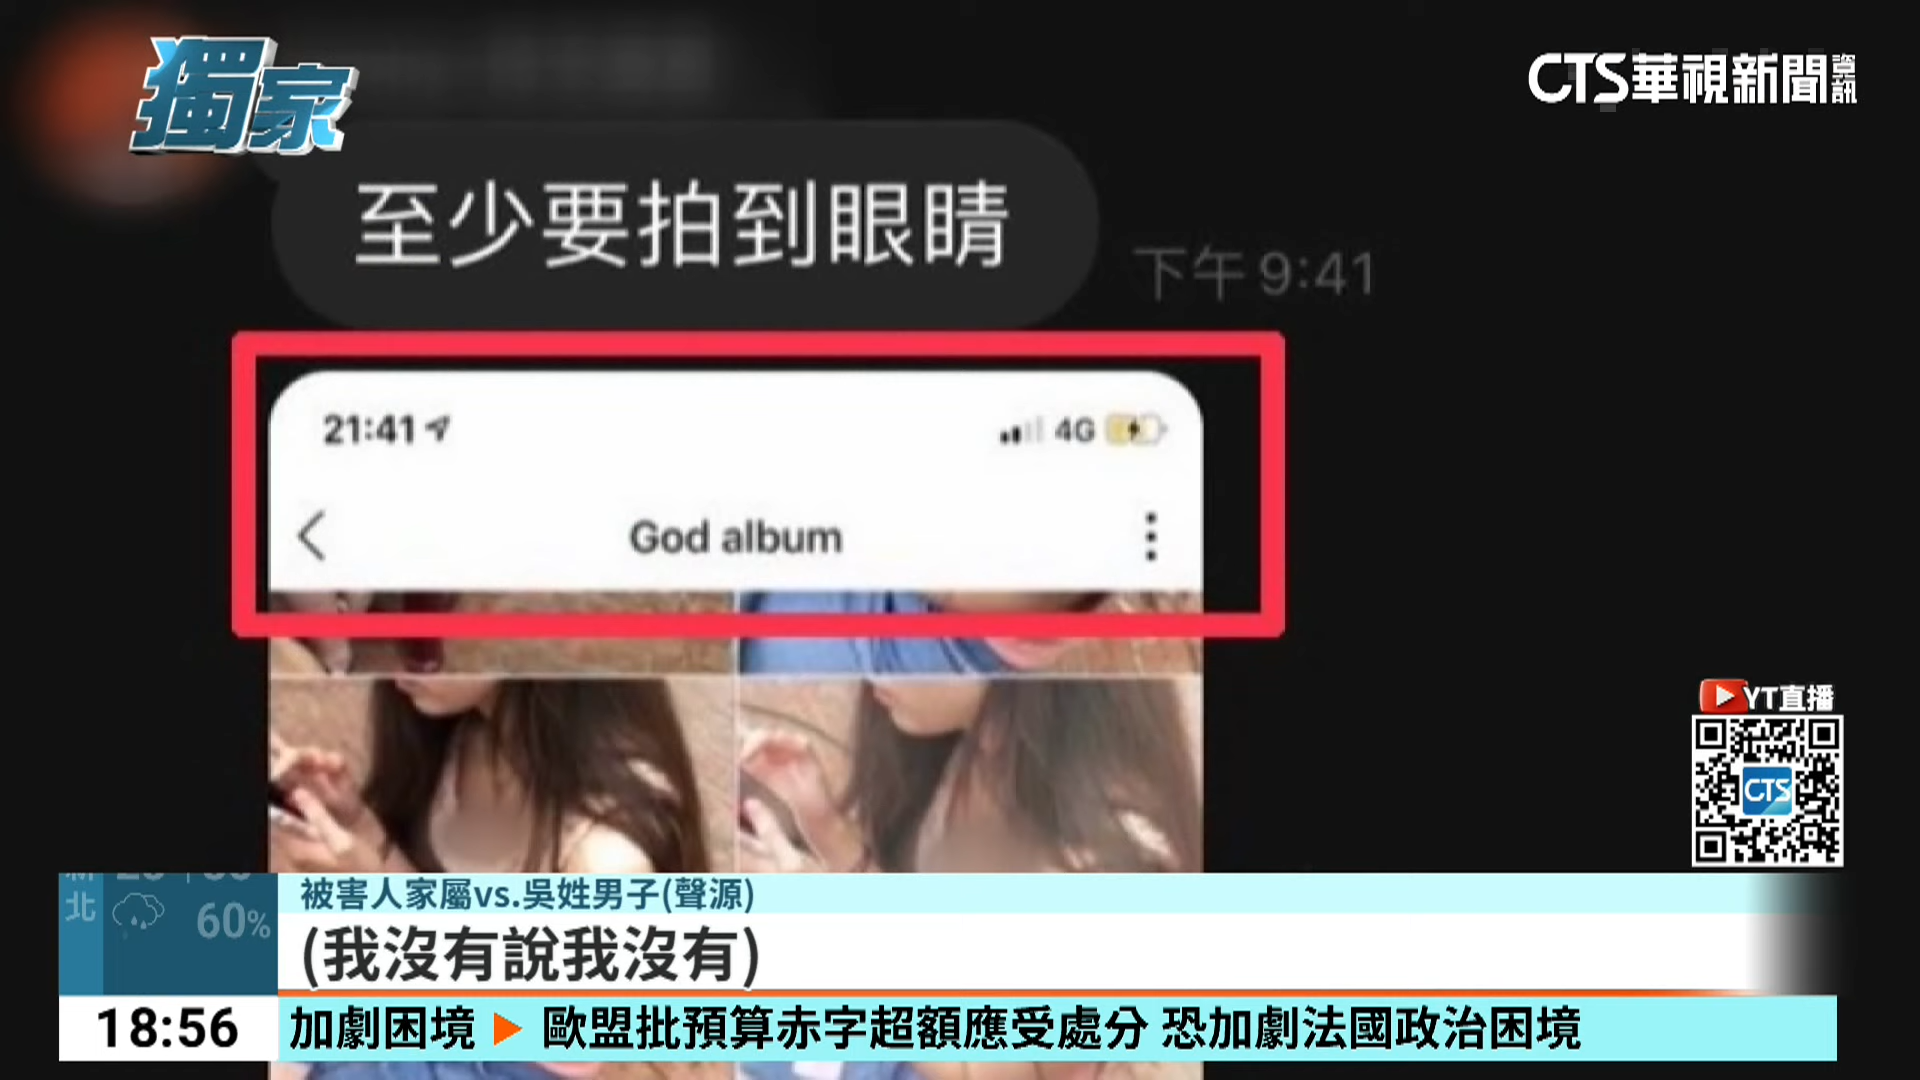 獨家
CTS華視新聞資訊
至少要拍到眼睛
下午 9:41
21:41
4G
God album
YT直播
CTS
北
60%
被害人家屬vs.吳姓男子(聲源)
(我沒有說我沒有)
18:56
加劇困境 ▶ 歐盟批預算赤字超額應受處分 恐加劇法國政治困境